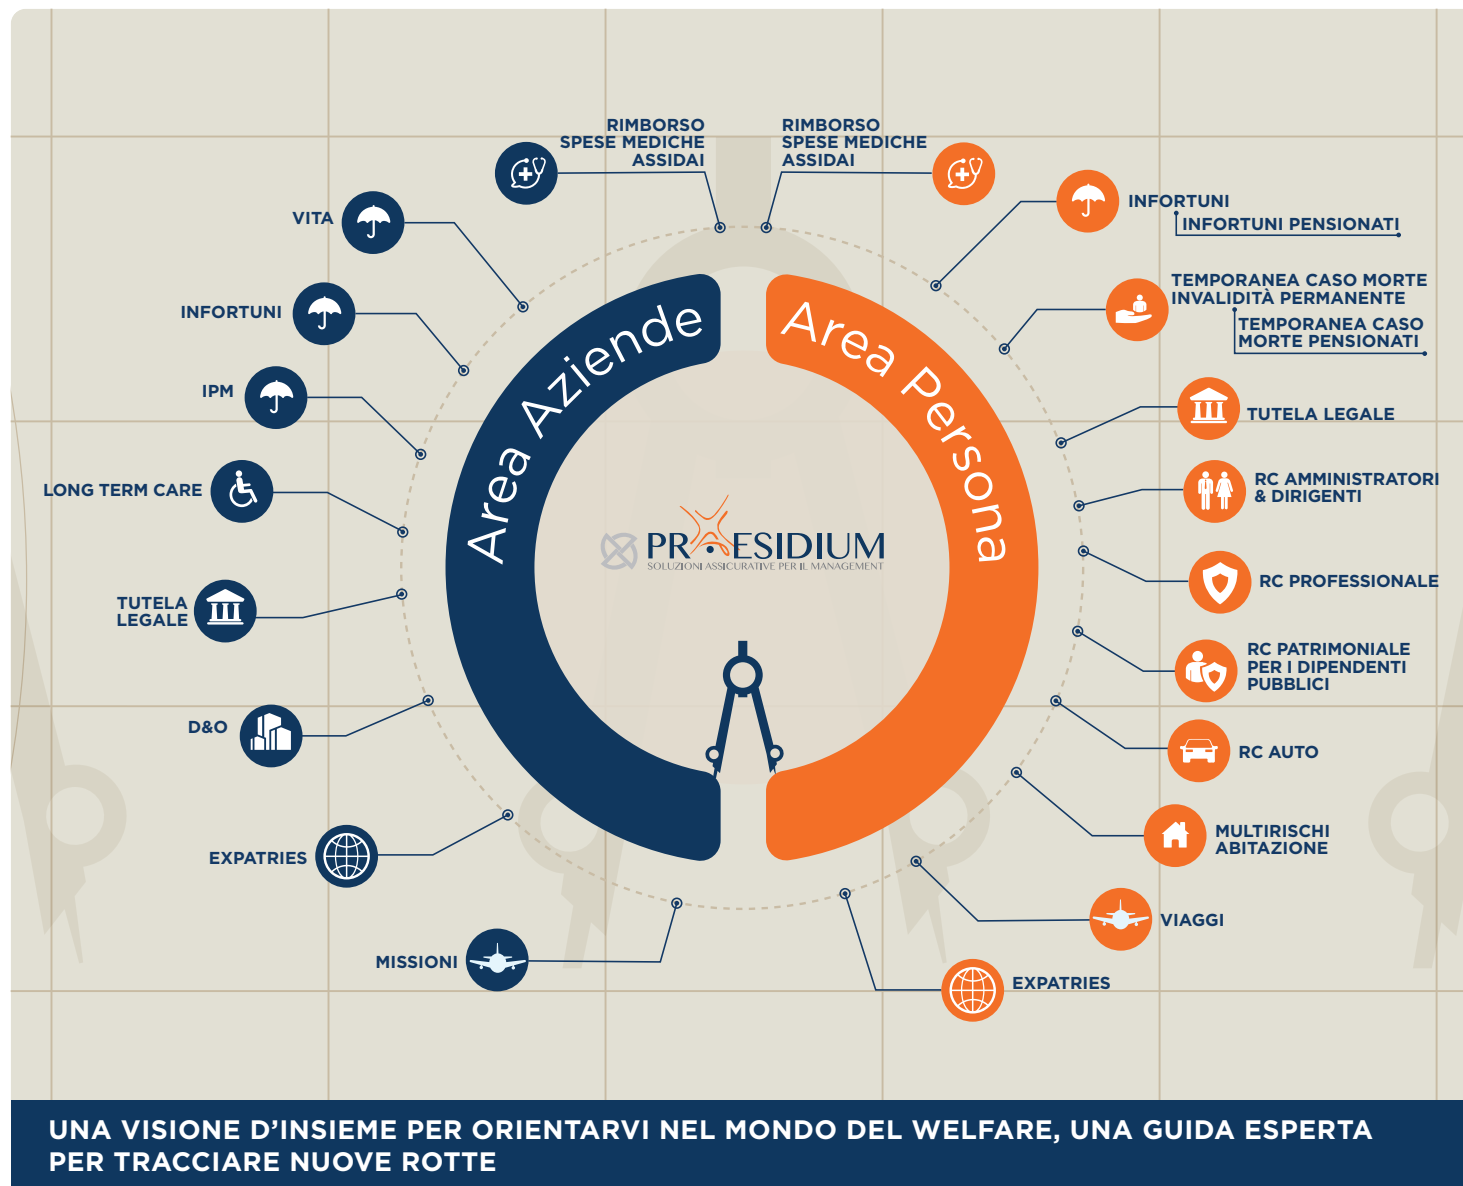 RIMBORSO
SPESE MEDICHE
ASSIDAI
VITA
INFORTUNI
IPM
LONG TERM CARE
TUTELA
LEGALE
D&O
EXPATRIES
MISSIONI
Area Aziende
Area Persona
PRÆSIDIUM
SOLUZIONI ASSICURATIVE PER IL MANAGEMENT
RIMBORSO
SPESE MEDICHE
ASSIDAI
INFORTUNI
INFORTUNI PENSIONATI
TEMPORANEA CASO MORTE
INVALIDITÀ PERMANENTE
TEMPORANEA CASO
MORTE PENSIONATI
TUTELA LEGALE
RC AMMINISTRATORI
& DIRIGENTI
RC PROFESSIONALE
RC PATRIMONIALE
PER I DIPENDENTI
PUBBLICI
RC AUTO
MULTIRISCHI
ABITAZIONE
VIAGGI
EXPATRIES
UNA VISIONE D’INSIEME PER ORIENTARVI NEL MONDO DEL WELFARE, UNA GUIDA ESPERTA
PER TRACCIARE NUOVE ROTTE